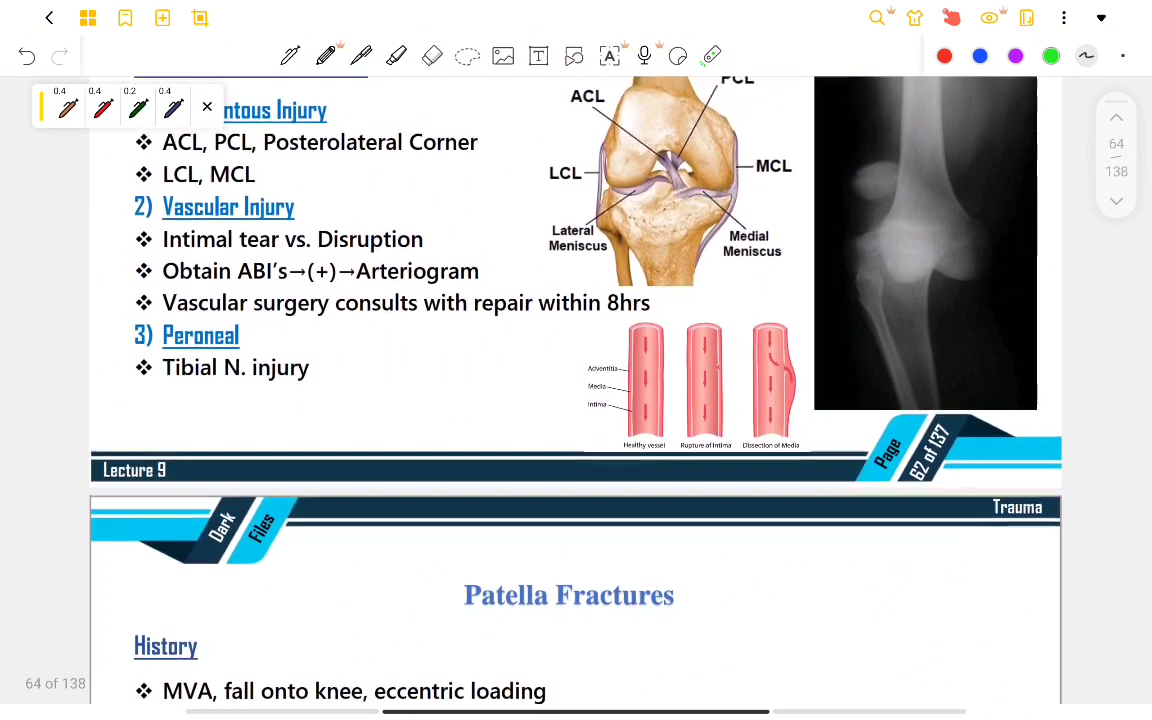 0.4
0.4
0.2
0.4
ntous Injury
❖ ACL, PCL, Posterolateral Corner
❖ LCL, MCL
2) Vascular Injury
❖ Intimal tear vs. Disruption
❖ Obtain ABI's→(+)→Arteriogram
❖ Vascular surgery consults with repair within 8hrs
3) Peroneal
❖ Tibial N. injury
PCL
ACL
LCL
MCL
Lateral
Meniscus
Medial
Meniscus
Adventitia
Media
Intima
Healthy vessel
Rupture of Intima
Dissection of Media
64
138
Lecture 9
Page
62 of 137
Dark
Files
Trauma
Patella Fractures
History
❖ MVA, fall onto knee, eccentric loading
64 of 138